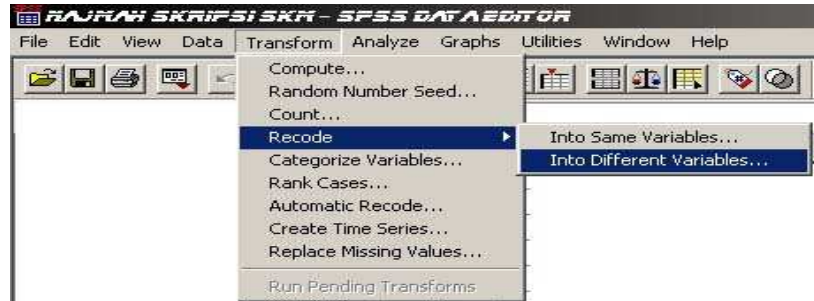 RAJMAH SKRIPSI SKM - SPSS DATA EDITOR
File Edit View Data Transform Analyze Graphs Utilities Window Help
Compute...
Random Number Seed...
Count...
Recode
Into Same Variables...
Into Different Variables...
Categorize Variables...
Rank Cases...
Automatic Recode...
Create Time Series...
Replace Missing Values...
Run Pending Transforms